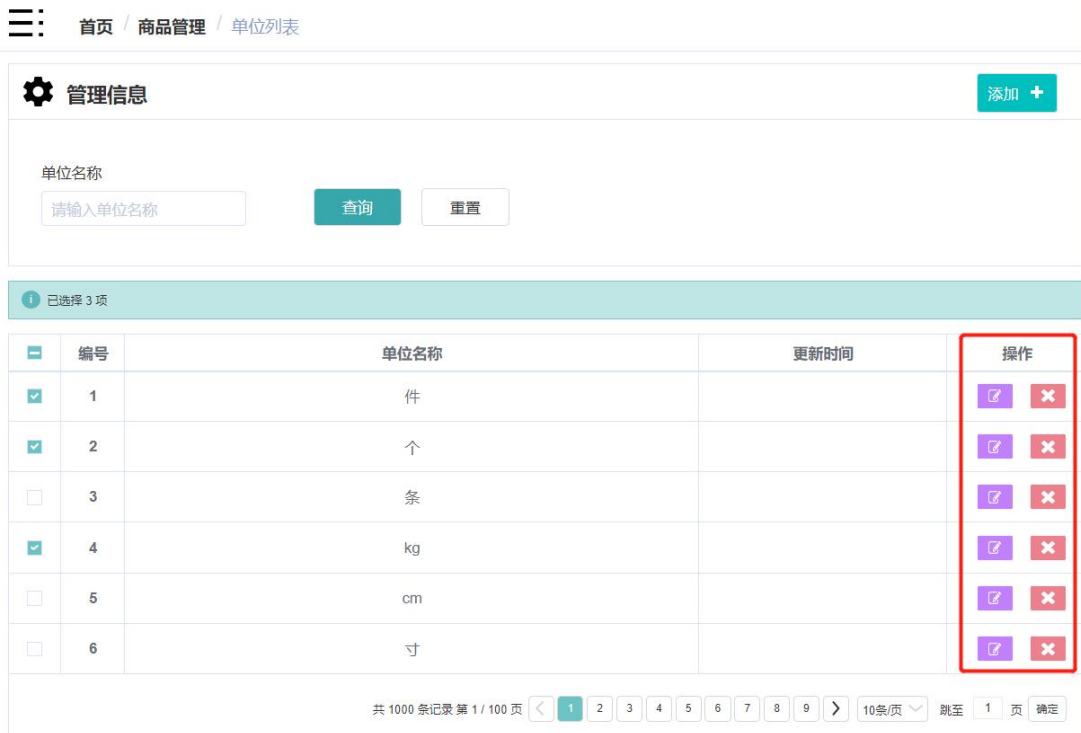 首页 / 商品管理 / 单位列表
管理信息
添加 +
单位名称
请输入单位名称 查询 重置
已选择 3 项
编号 单位名称 更新时间 操作
1 件
2 个
3 条
4 kg
5 cm
6 寸
共 1000 条记录 第 1 / 100 页 < 1 2 3 4 5 6 7 8 9 > 10条/页 跳至 1 页 确定